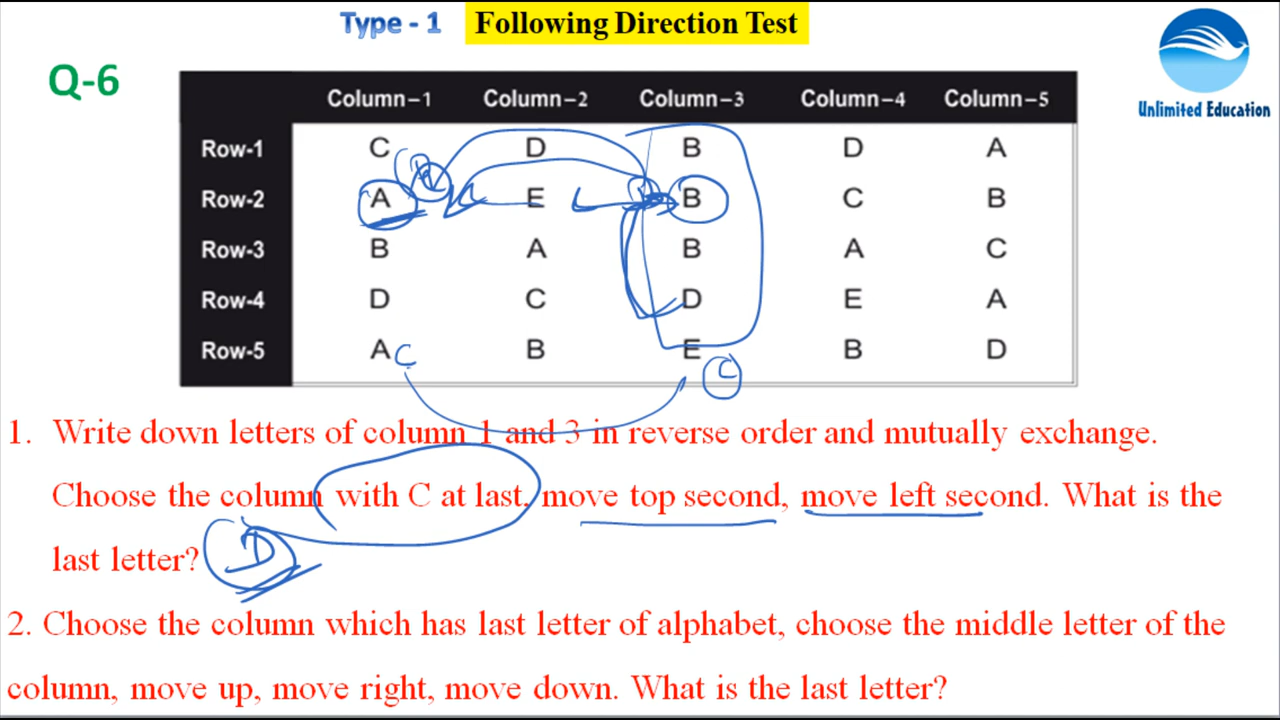 Type - 1 Following Direction Test
Unlimited Education
Q-6
Column-1 Column-2 Column-3 Column-4 Column-5
Row-1 C D B D A
Row-2 A E B C B
Row-3 B A B A C
Row-4 D C D E A
Row-5 A C B E B D
C
1. Write down letters of column 1 and 3 in reverse order and mutually exchange.
Choose the column with C at last, move top second, move left second. What is the
last letter? D
2. Choose the column which has last letter of alphabet, choose the middle letter of the
column, move up, move right, move down. What is the last letter?